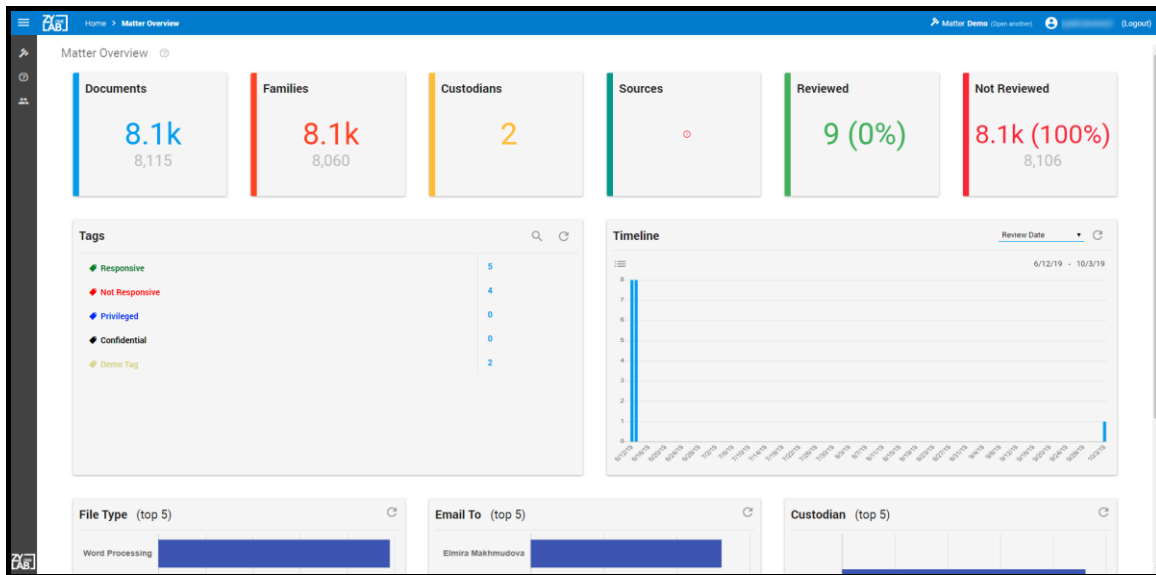 ZY LAB
Home > Matter Overview
Matter Demo (Open another)
(Logout)
Matter Overview
Documents
8.1k
8,115
Families
8.1k
8,060
Custodians
2
Sources
Reviewed
9 (0%)
Not Reviewed
8.1k (100%)
8,106
Tags
Responsive 5
Not Responsive 4
Privileged 0
Confidential 0
Demo Tag 2
Timeline
Review Date
6/12/19 - 10/3/19
8
7
6
5
4
3
2
1
0
File Type (top 5)
Word Processing
Email To (top 5)
Elmira Makhmudova
Custodian (top 5)